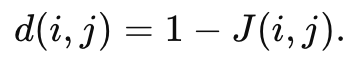 d(i, j) = 1 − J(i, j).